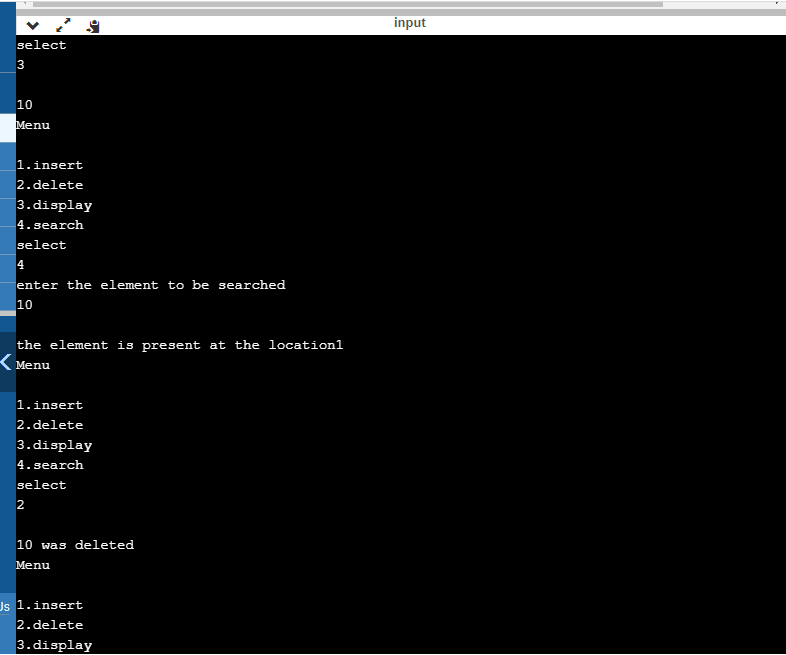 input
select
3
10
Menu
1.insert
2.delete
3.display
4.search
select
4
enter the element to be searched
10
the element is present at the location1
Menu
1.insert
2.delete
3.display
4.search
select
2
10 was deleted
Menu
Js
1.insert
2.delete
3.display